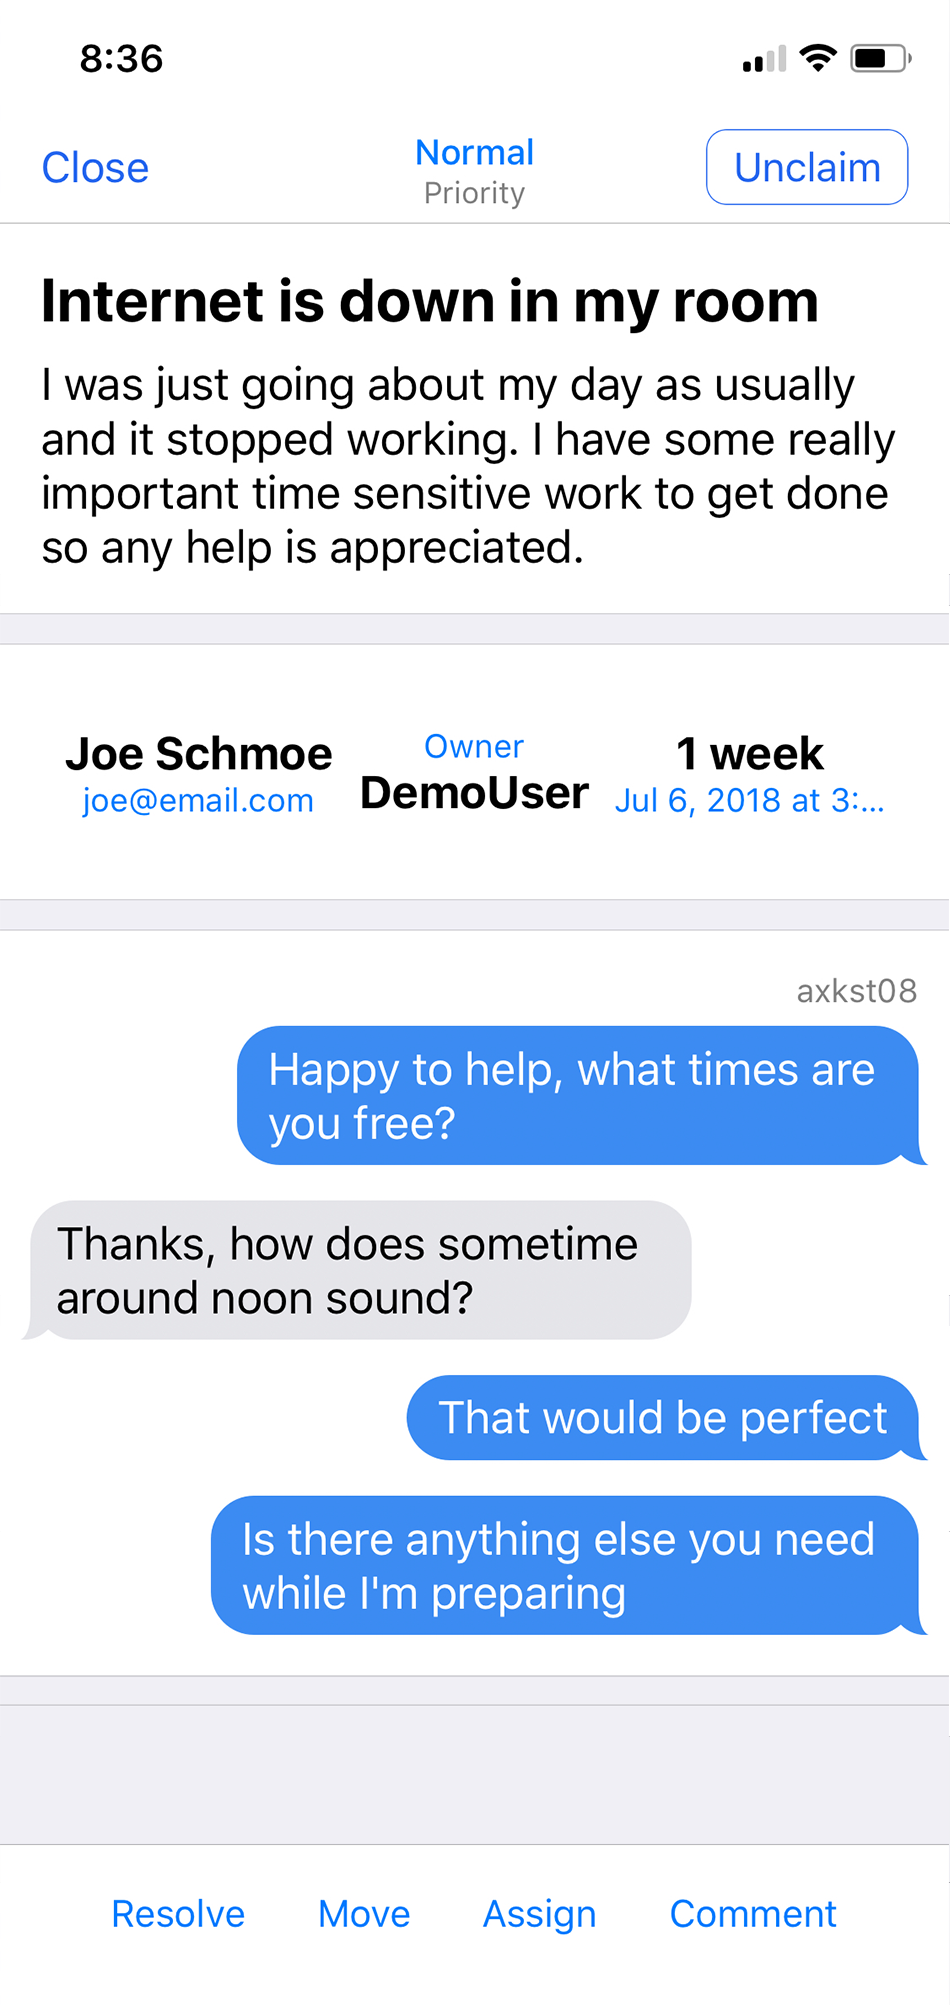 8:36
Close
Normal
Priority
Unclaim
Internet is down in my room
I was just going about my day as usually
and it stopped working. I have some really
important time sensitive work to get done
so any help is appreciated.
Joe Schmoe
joe@email.com
Owner
DemoUser
1 week
Jul 6, 2018 at 3:...
axkst08
Happy to help, what times are
you free?
Thanks, how does sometime
around noon sound?
That would be perfect
Is there anything else you need
while I'm preparing
Resolve
Move
Assign
Comment